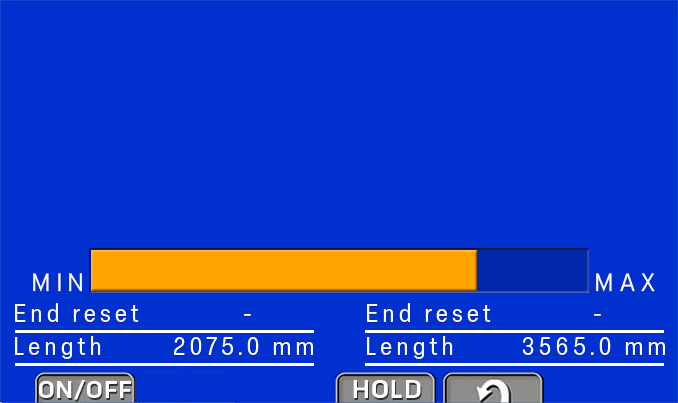 MIN MAX
End reset - End reset -
Length 2075.0 mm Length 3565.0 mm
ON/OFF HOLD